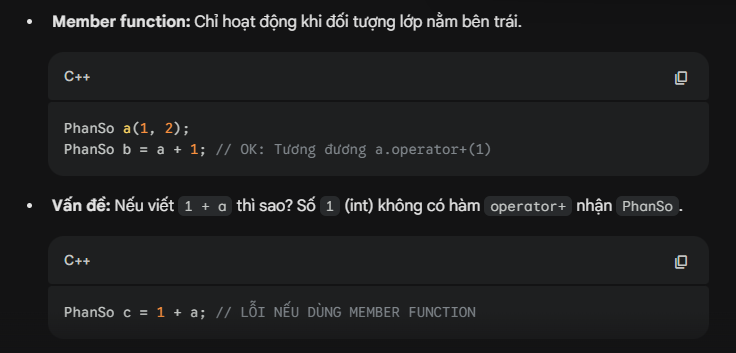 • Member function: Chỉ hoạt động khi đối tượng lớp nằm bên trái.
C++
PhanSo a(1, 2);
PhanSo b = a + 1; // OK: Tương đương a.operator+(1)
• Vấn đề: Nếu viết 1 + a thì sao? Số 1 (int) không có hàm operator+ nhận PhanSo.
C++
PhanSo c = 1 + a; // LỖI NẾU DÙNG MEMBER FUNCTION